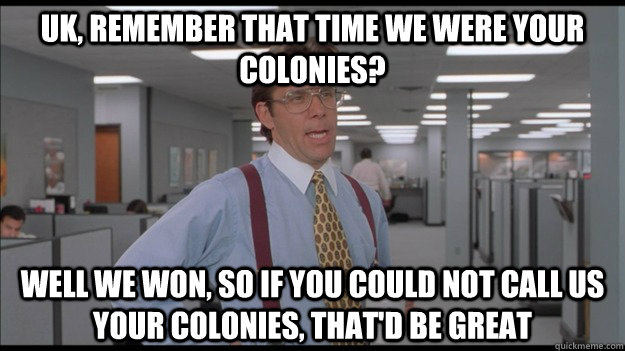 UK, REMEMBER THAT TIME WE WERE YOUR
COLONIES?
WELL WE WON, SO IF YOU COULD NOT CALL US
YOUR COLONIES, THAT'D BE GREAT
quickmeme.com